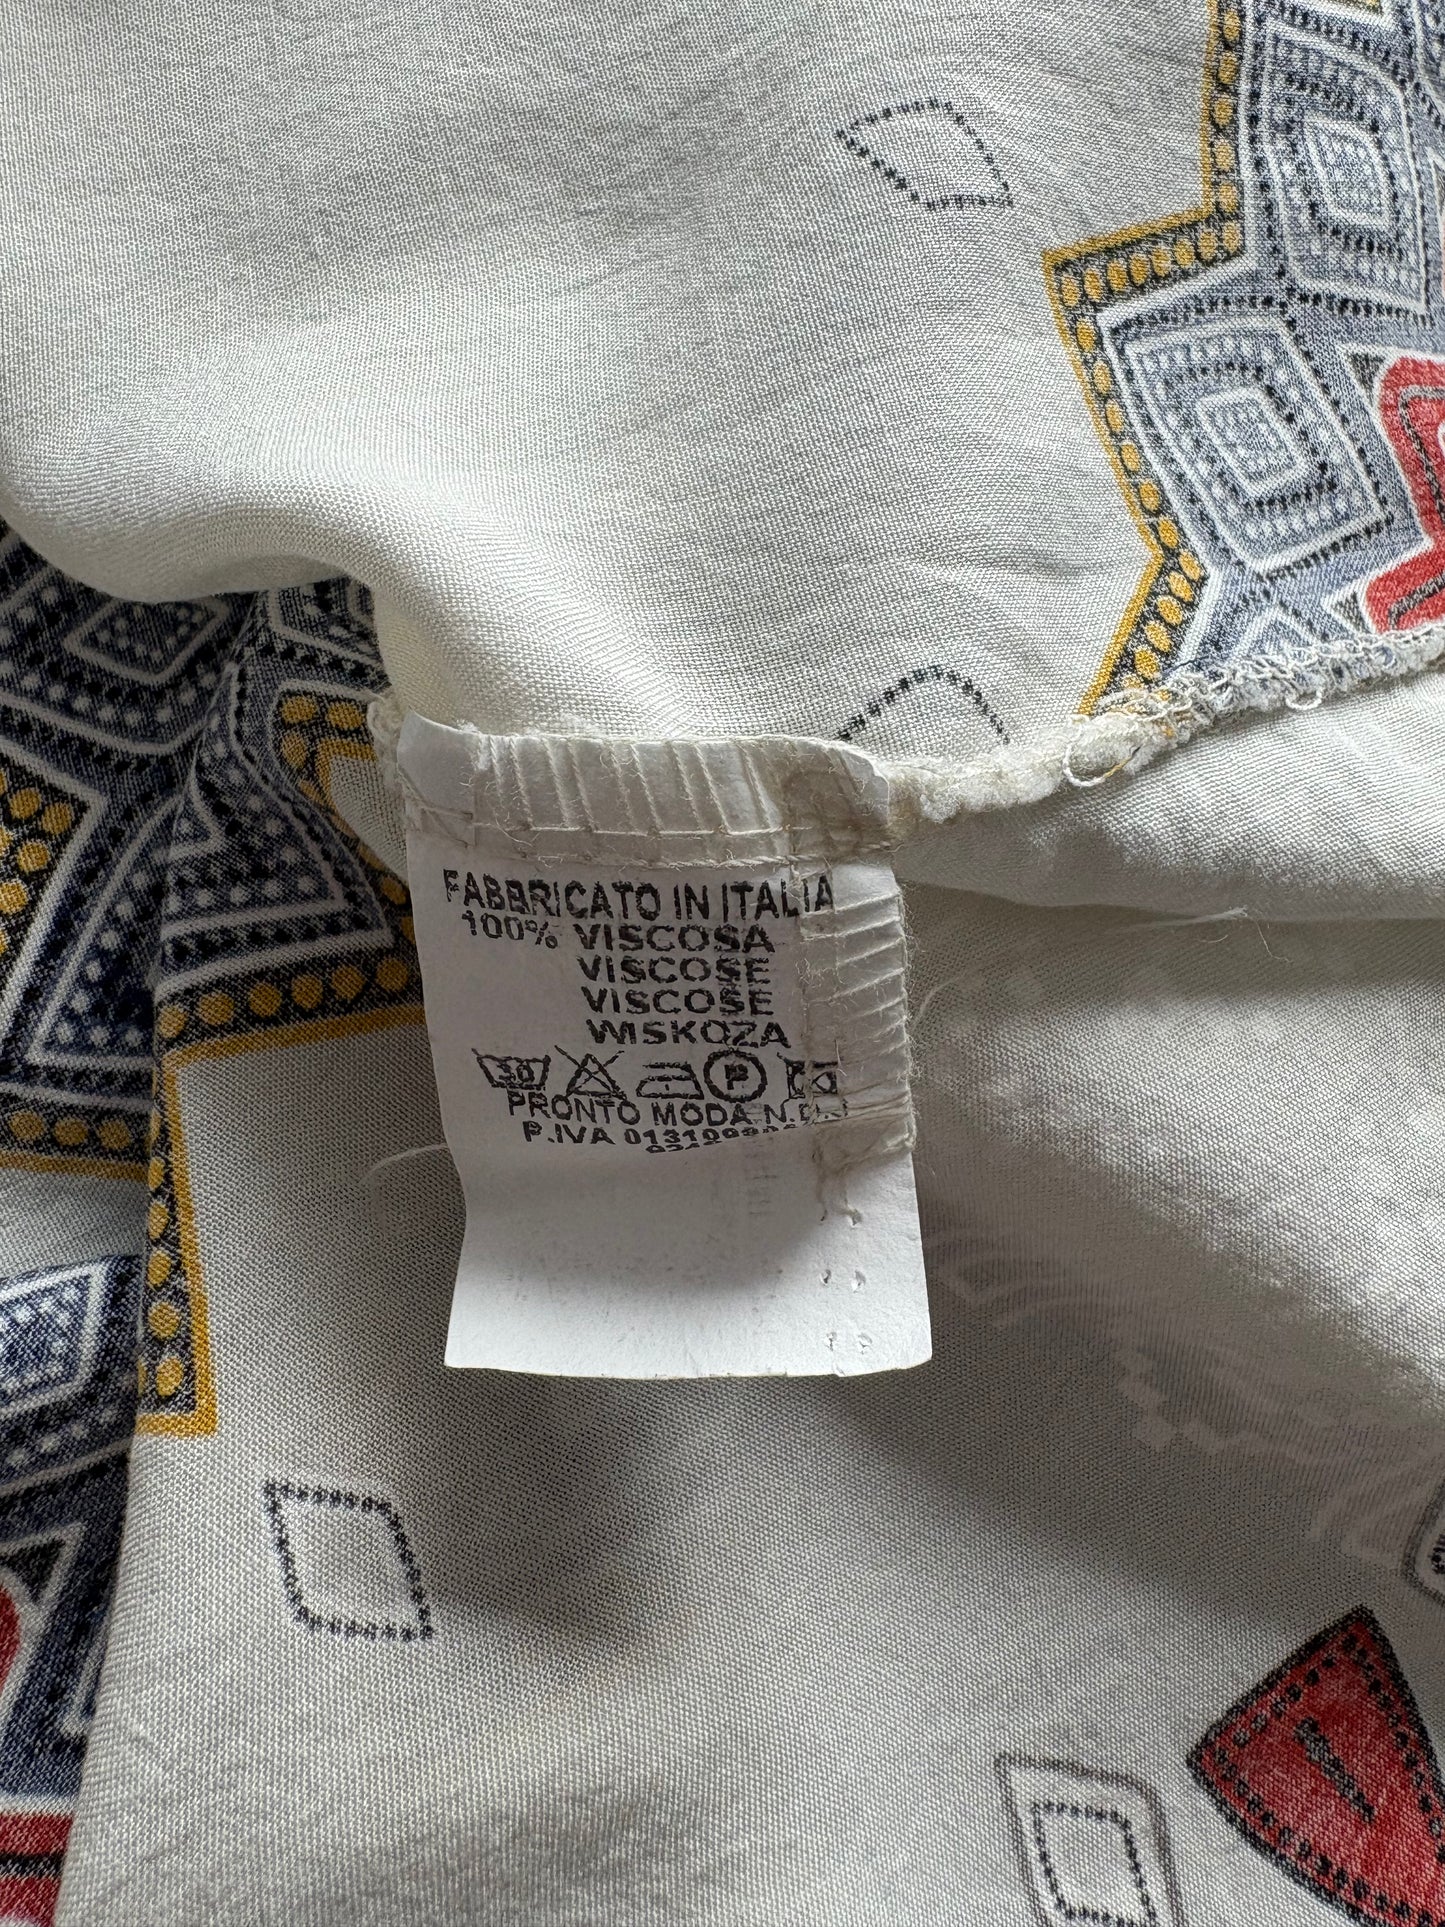 FABBRICATO IN ITALIA
100% VISCOSA
VISCOSE
VISCOSE
WISKOZA
30 P
PRONTO MODA
P.IVA